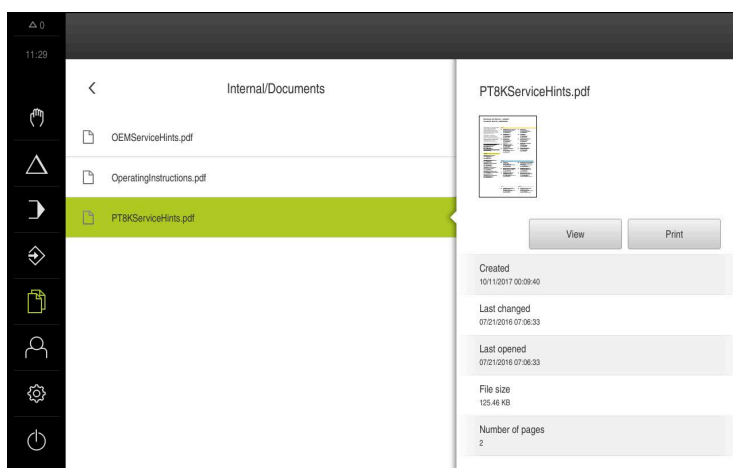 △ 0
11:29
Internal/Documents
OEMServiceHints.pdf
OperatingInstructions.pdf
PT8KServiceHints.pdf
PT8KServiceHints.pdf
View Print
Created
10/11/2017 00:09:40
Last changed
07/21/2016 07:06:33
Last opened
07/21/2016 07:06:33
File size
125.46 KB
Number of pages
2